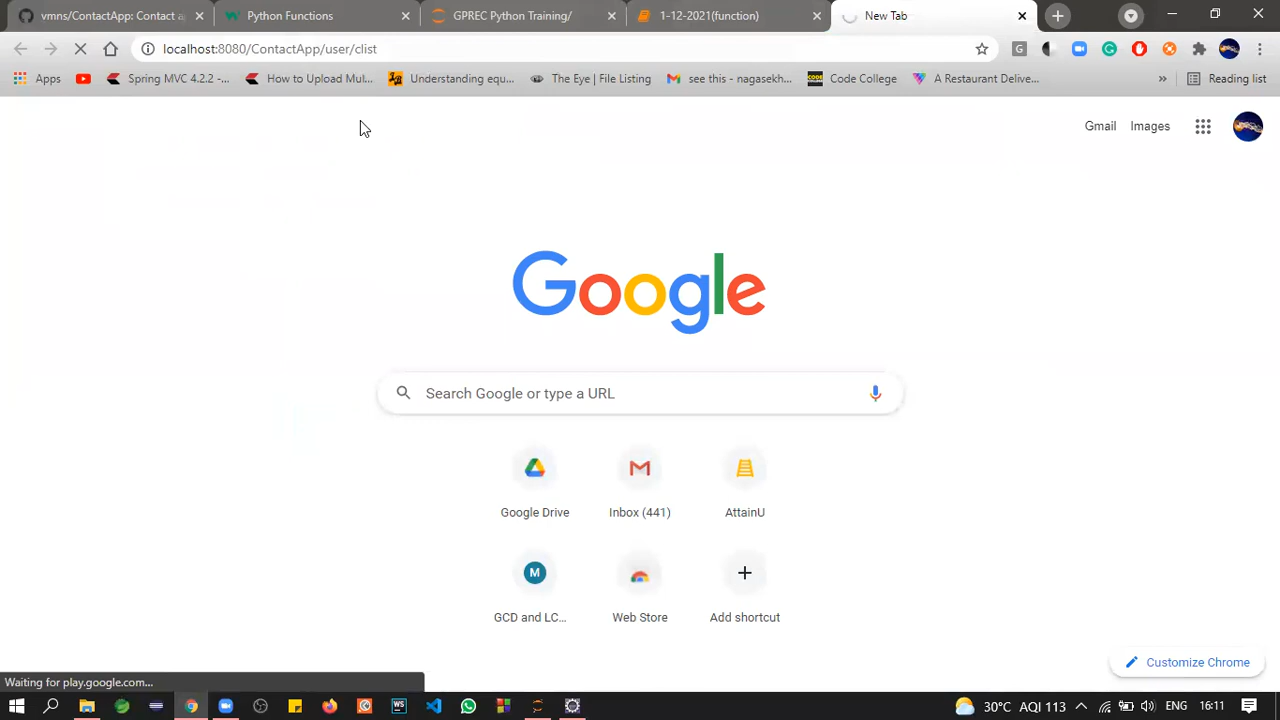 vmns/ContactApp: Contact a
Python Functions
GPREC Python Training/
1-12-2021(function)
New Tab
localhost:8080/ContactApp/user/clist
Apps
Spring MVC 4.2.2 -...
How to Upload Mul...
Understanding equ...
The Eye | File Listing
see this - nagasekh...
Code College
A Restaurant Delive...
»
Reading list
Gmail
Images
Google
Search Google or type a URL
Google Drive
Inbox (441)
AttainU
M
GCD and LC...
Web Store
Add shortcut
Customize Chrome
Waiting for play.google.com...
30°C AQI 113
ENG
16:11